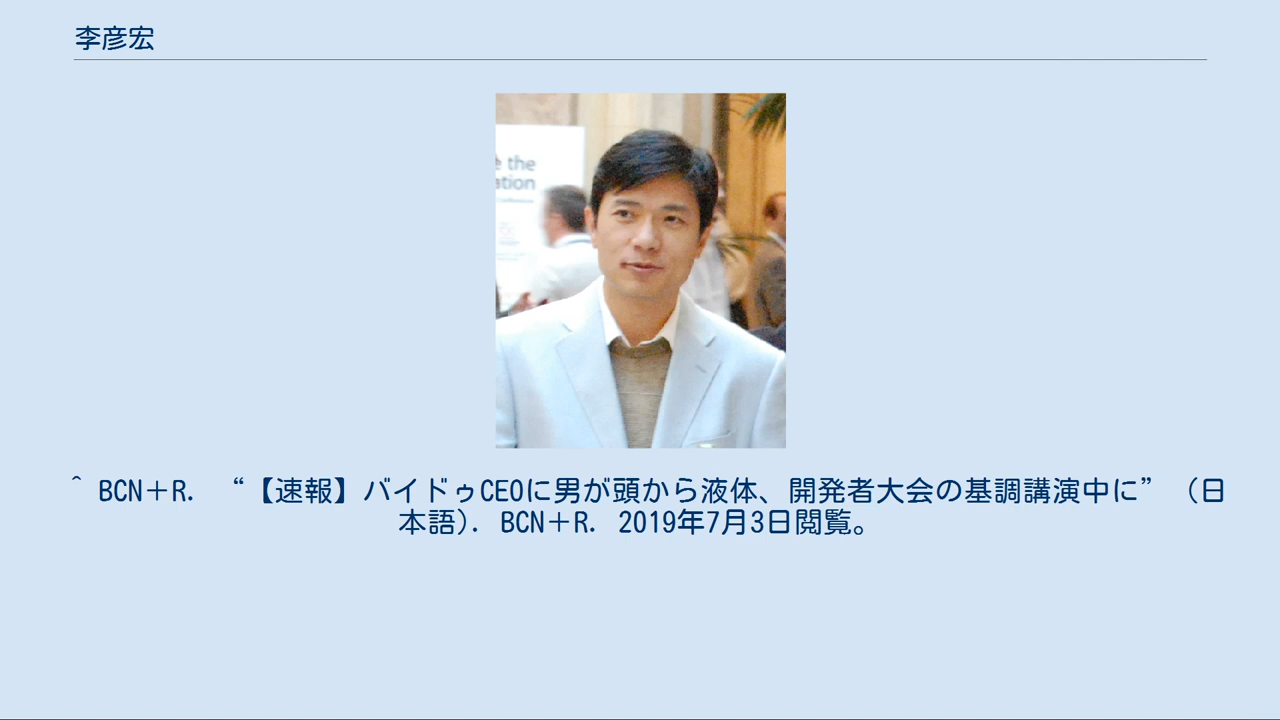 李彦宏
e the
ation
^ BCN＋R. “【速報】バイドゥCEOに男が頭から液体、開発者大会の基調講演中に” （日
本語). BCN＋R. 2019年7月3日閲覧。